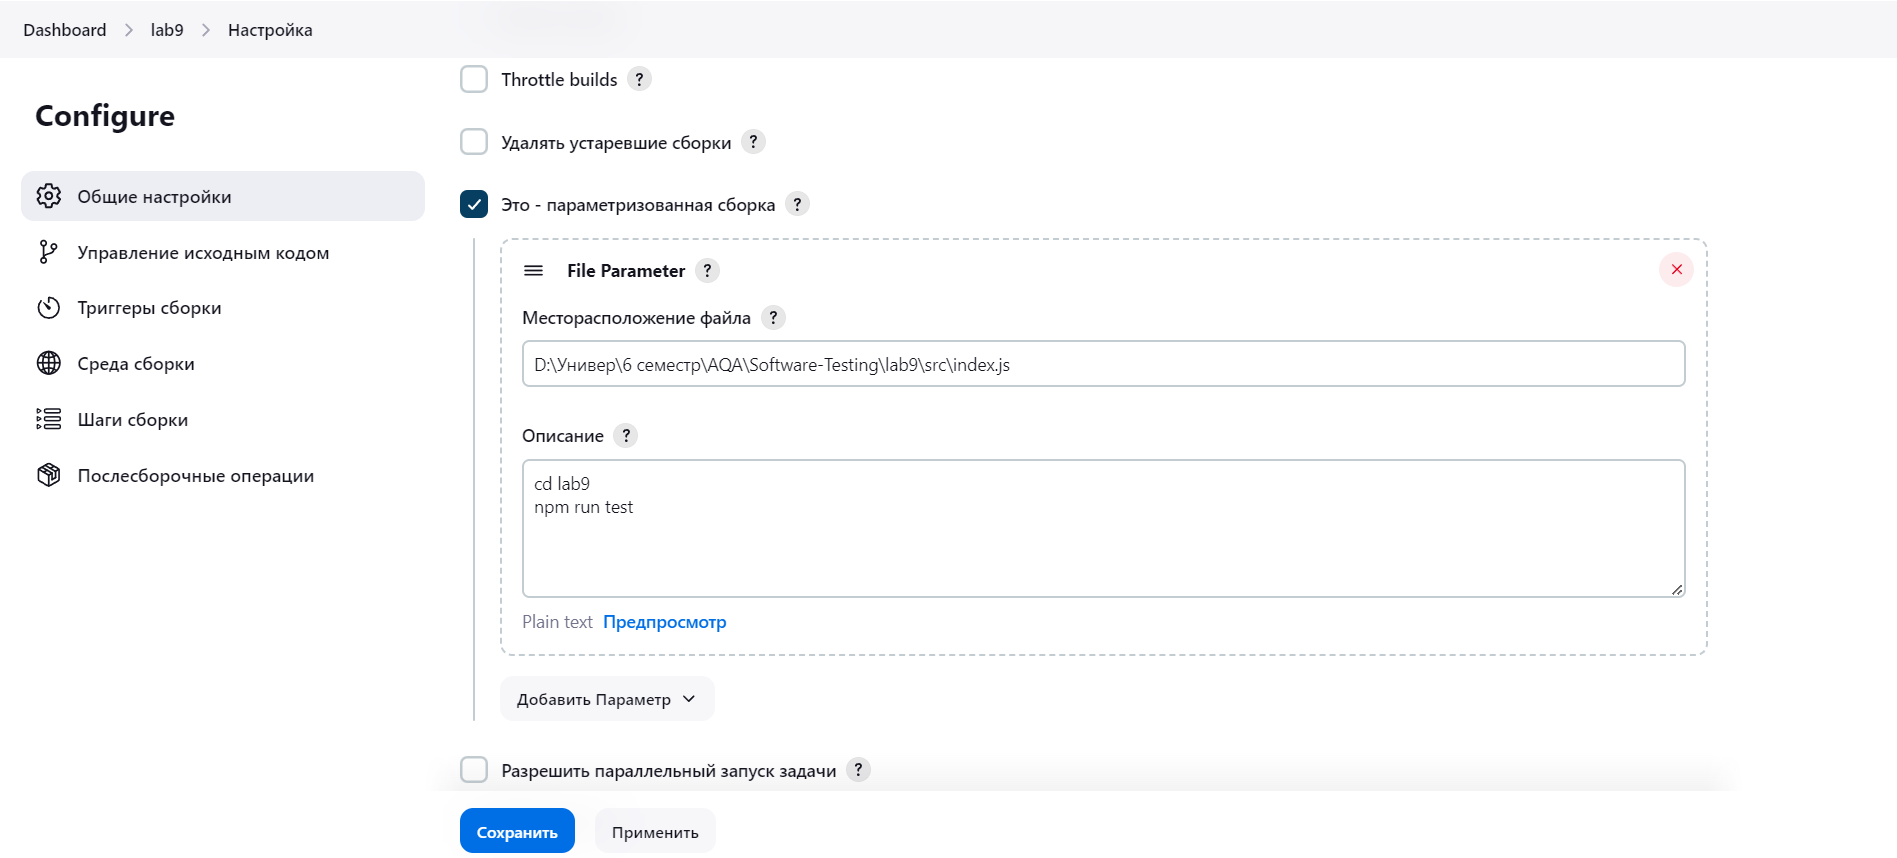 Dashboard > lab9 > Настройка
Configure
Общие настройки
Управление исходным кодом
Триггеры сборки
Среда сборки
Шаги сборки
Послесборочные операции
Throttle builds ?
Удалять устаревшие сборки ?
Это - параметризованная сборка ?
File Parameter ?
Месторасположение файла ?
D:\Универ\6 семестр\AQA\Software-Testing\lab9\src\index.js
Описание ?
cd lab9
npm run test
Plain text Предпросмотр
Добавить Параметр
Разрешить параллельный запуск задачи ?
Сохранить Применить